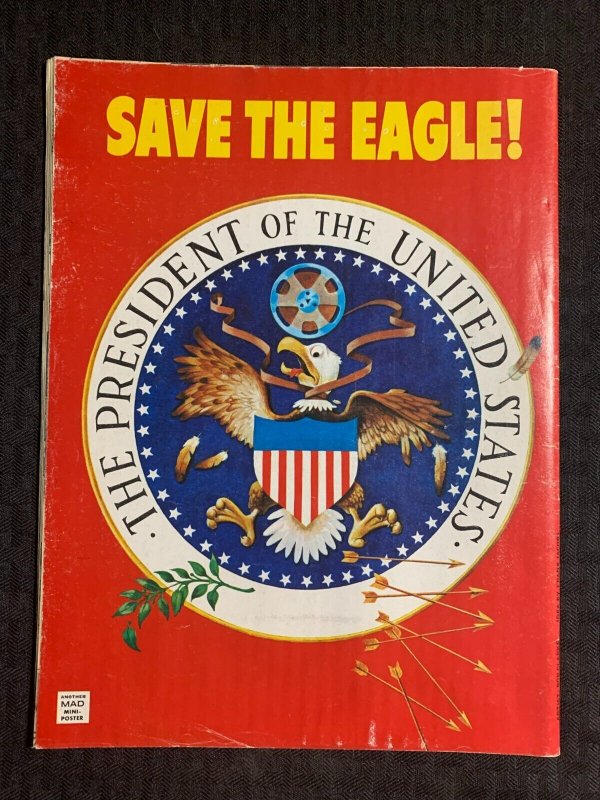 SAVE THE EAGLE!
· THE PRESIDENT OF THE UNITED STATES ·
ANOTHER
MAD
MINI-
POSTER